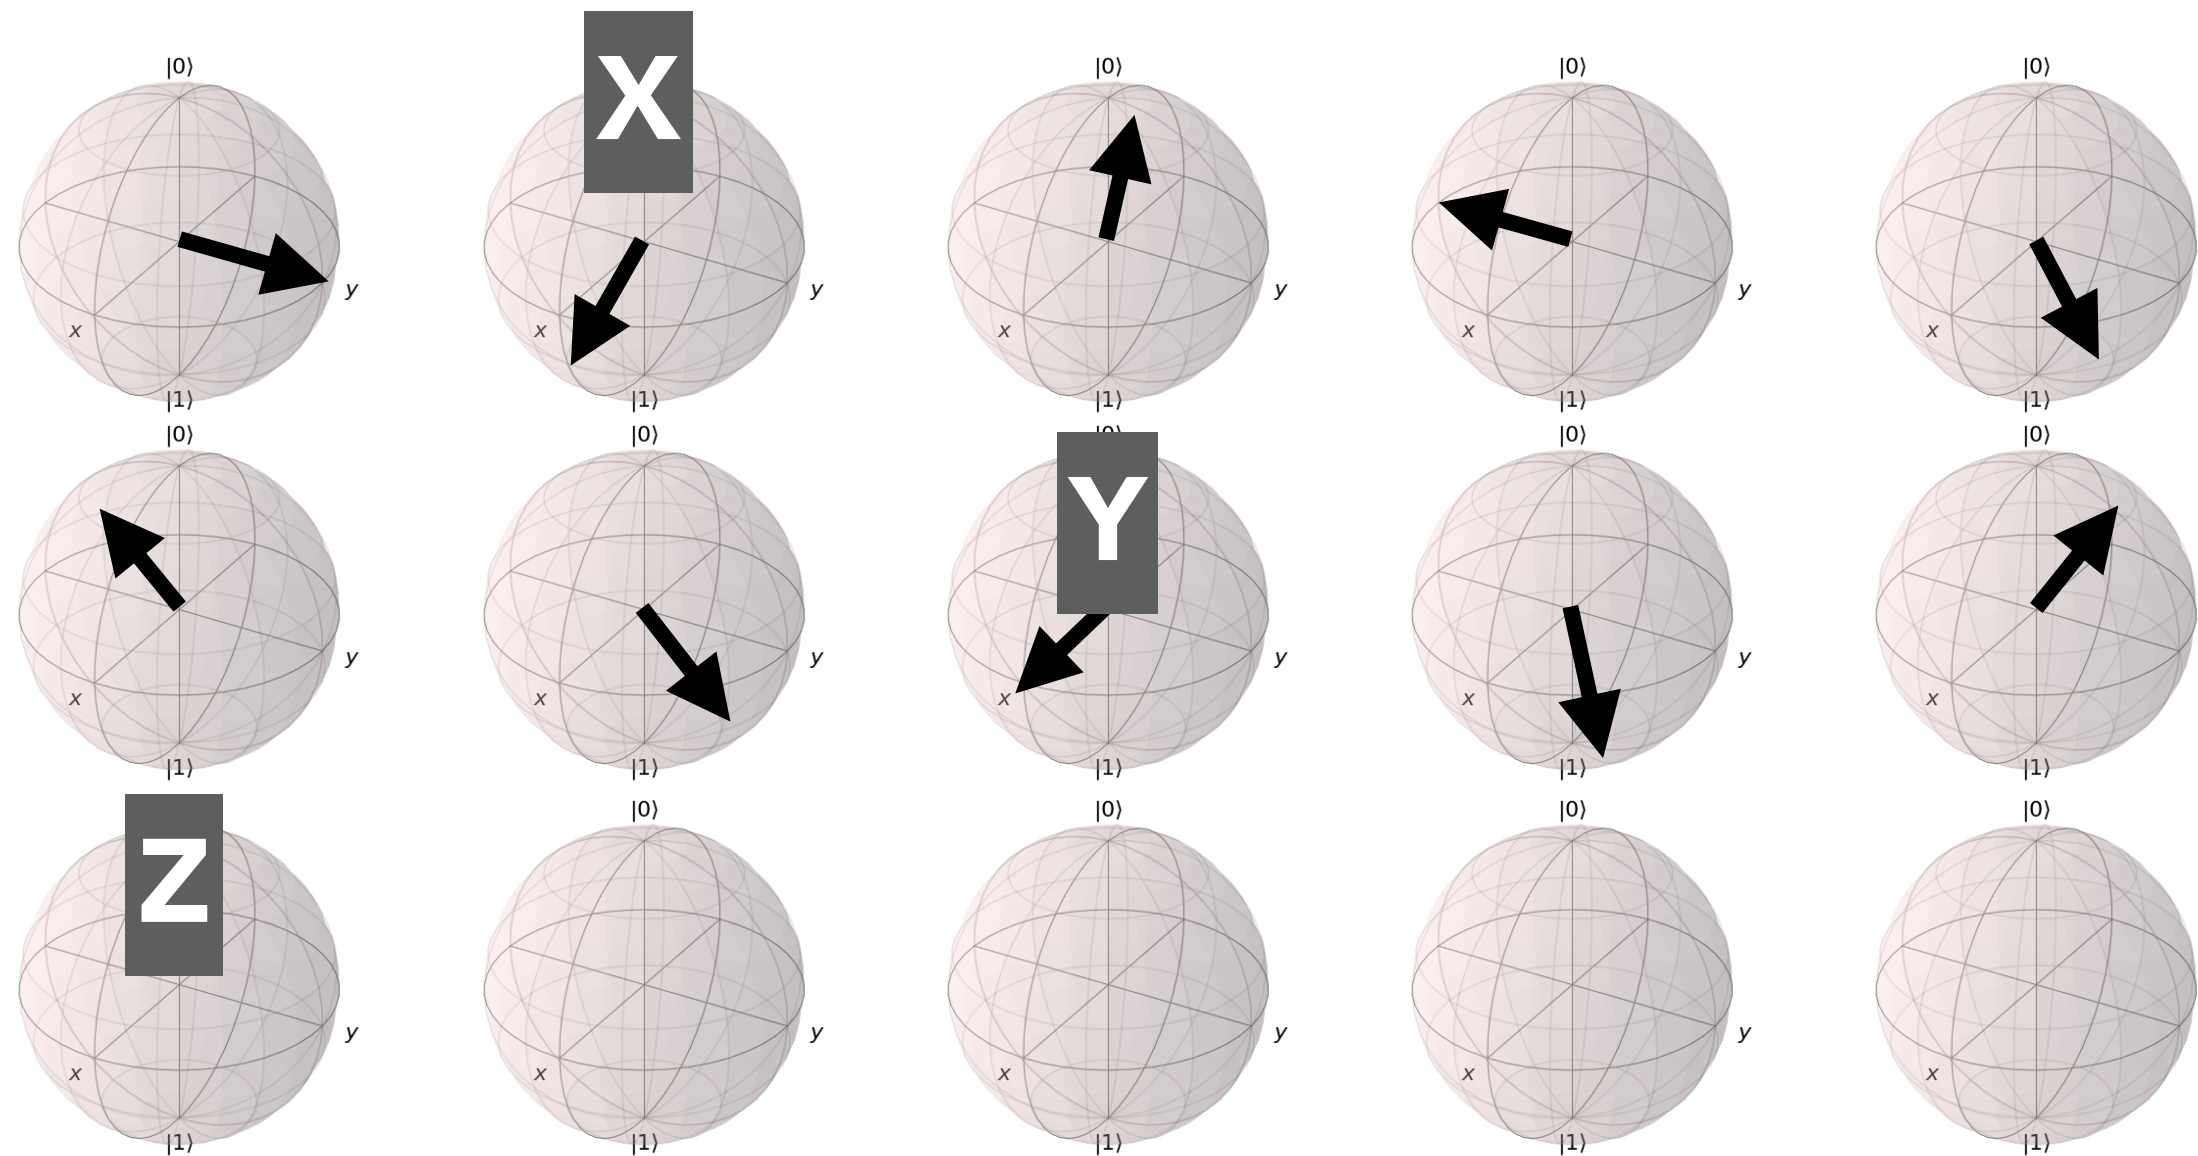 |0⟩ X |0⟩ |0⟩ |0⟩
y y y y
x x x x x
|1⟩ |1⟩ |1⟩ |1⟩ |1⟩
|0⟩ |0⟩ |0⟩ |0⟩
Y
y y y y
x x x x x
|1⟩ |1⟩ |1⟩ |1⟩ |1⟩
|0⟩ |0⟩ |0⟩ |0⟩
Z
y y y y
x x x x x
|1⟩ |1⟩ |1⟩ |1⟩ |1⟩